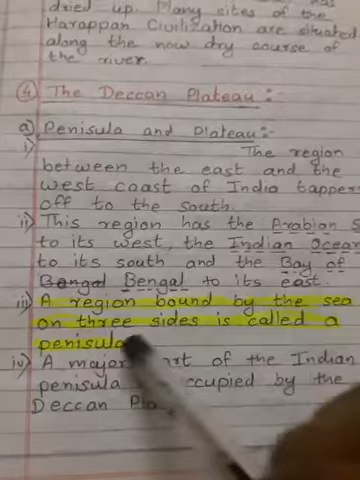 dried up. Many sites of the
Harappan Civilization are situated
along the now dry course of
the river.
④ The Deccan Plateau:-
a) Penisula and Plateau:-
i) The region
between the east and the
west coast of India tappers
off to the South.
ii) This region has the Arabian S
to its west, the Indian Ocean
to its south and the Bay of
Bengal Bengal to its east.
iii) A region bound by the sea
on three sides is called a
penisula
iv) A major of the Indian
penisula occupied by the
Deccan